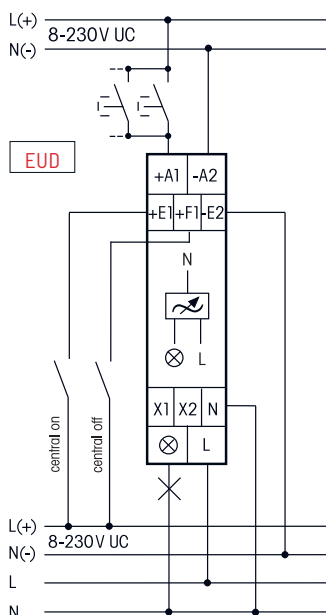 L(+)
8-230V UC
N(-)
EUD
+A1 -A2
+E1 +F1 -E2
N
L
X1 X2 N
L
central on
central off
L(+)
8-230V UC
N(-)
L
N